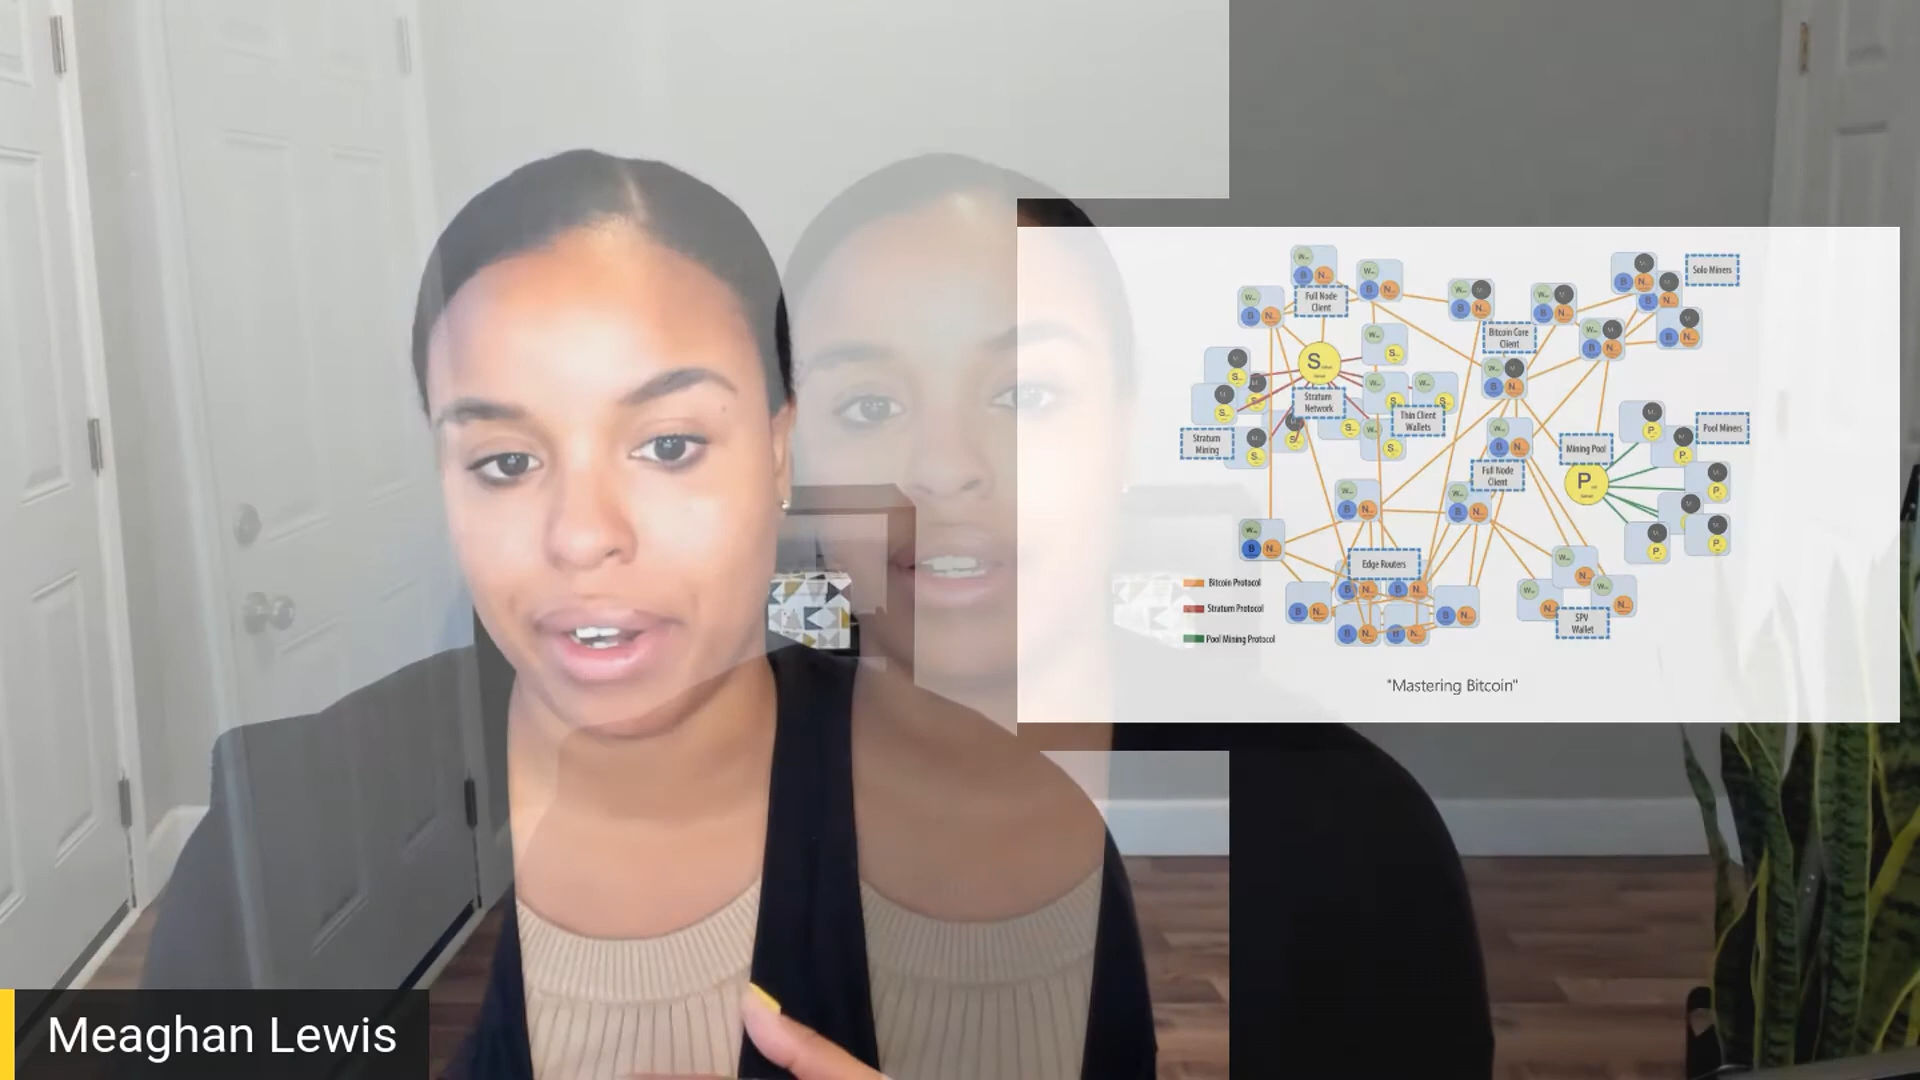 Full Node
Client
Solo Miners
Bitcoin Core
Client
S
Stratum
Network
Thin Client
Wallets
Stratum
Mining
Pool Miners
Mining Pool
P
Full Node
Client
Edge Routers
SPV
Wallet
Bitcoin Protocol
Stratum Protocol
Pool Mining Protocol
"Mastering Bitcoin"
Meaghan Lewis